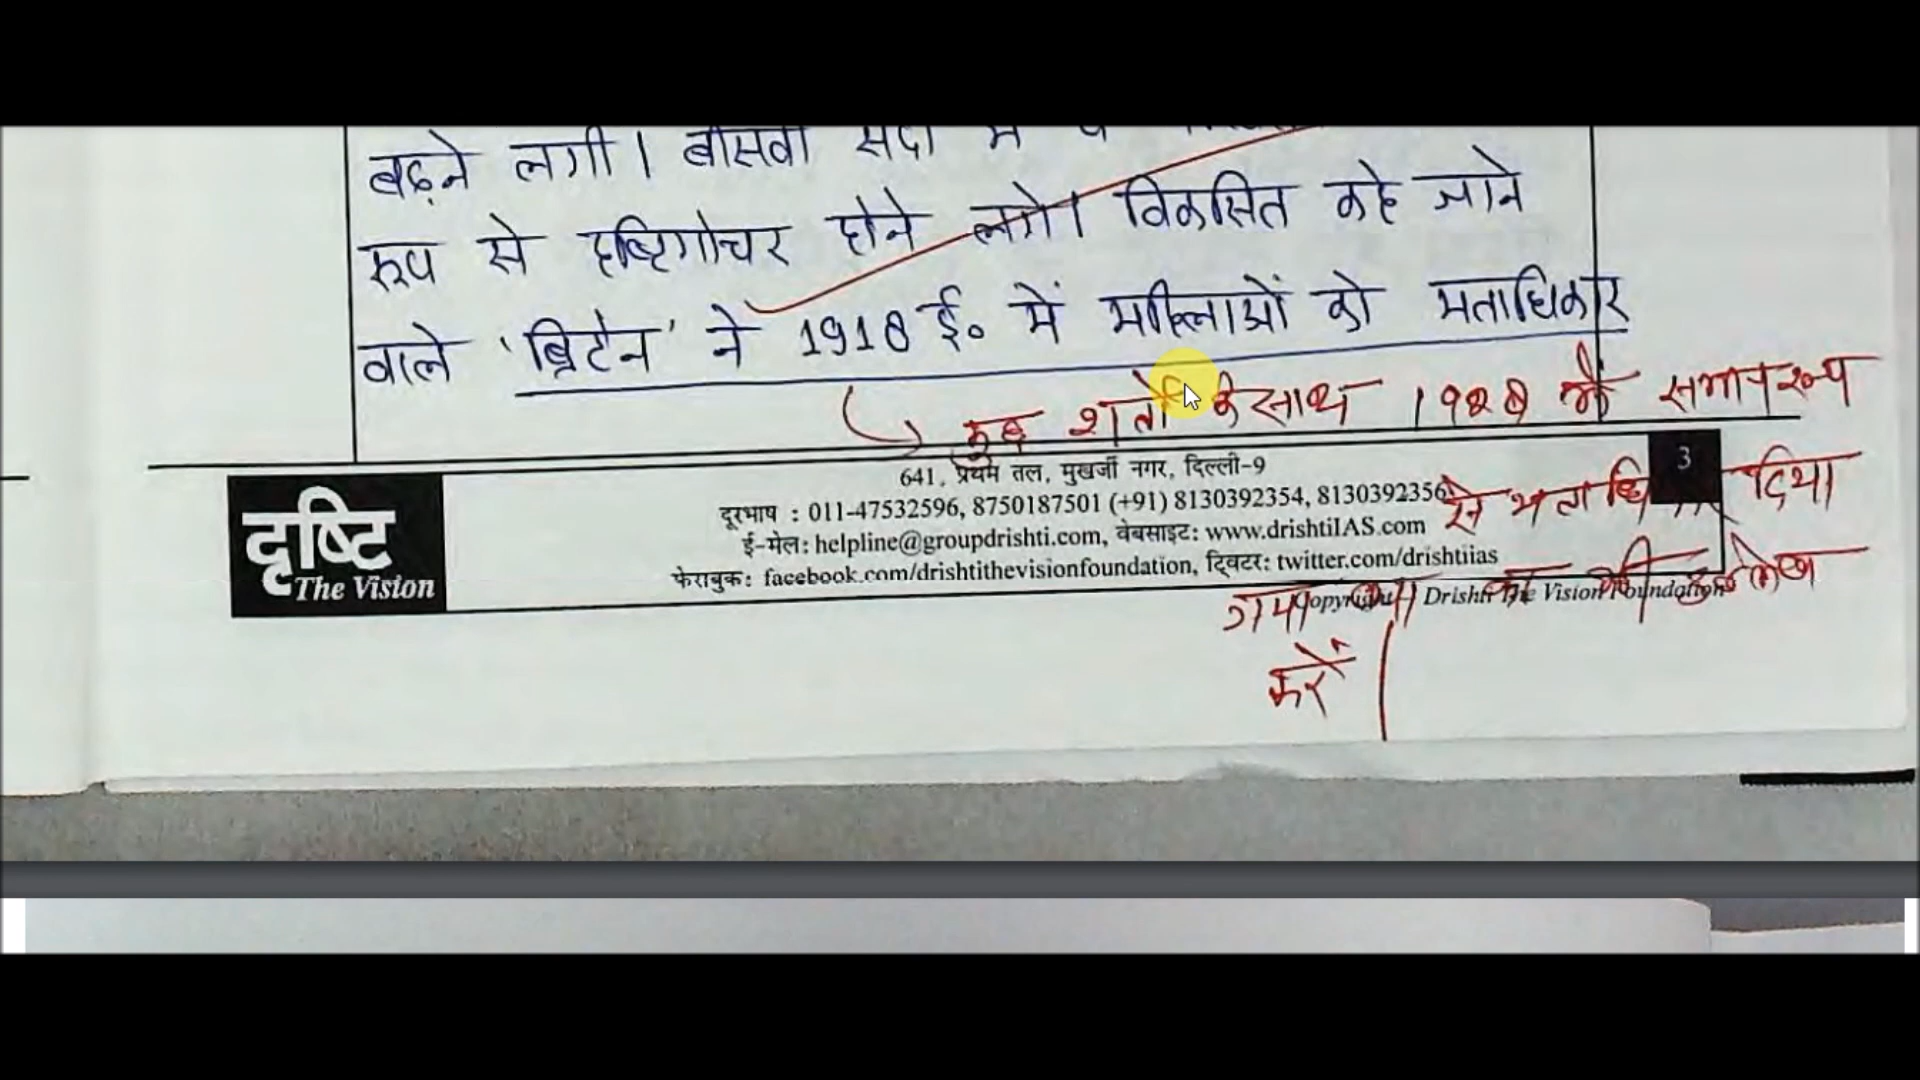 बढ़ने लगी। बीसवीं सदी में
रूप से दृष्टिगोचर होने लगे। विकसित कहे जाने
वाले 'ब्रिटेन' ने 1918 ई० में महिलाओं को मताधिकार
कुछ शर्तो के साथ 1928 में समान रूप
से मताधिकार दिया
गया था का भी उल्लेख
करें।
3
दृष्टि
The Vision
641, प्रथम तल, मुखर्जी नगर, दिल्ली-9
दूरभाष : 011-47532596, 8750187501 (+91) 8130392354, 8130392356
ई-मेल: helpline@groupdrishti.com, वेबसाइट: www.drishtiIAS.com
फेसबुक: facebook.com/drishtithevisionfoundation, ट्विटर: twitter.com/drishtiias
Copyright Drishti The Vision Foundation